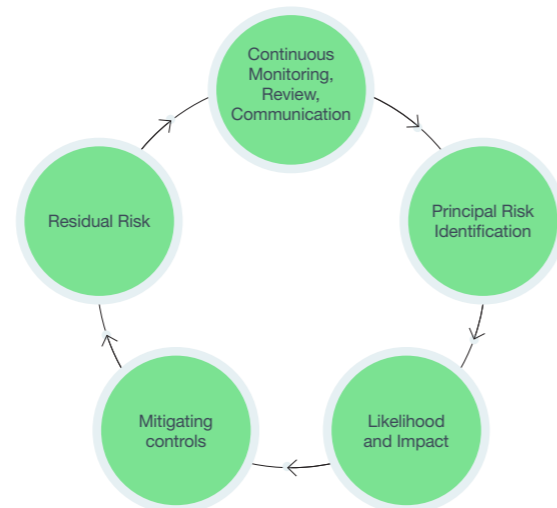 Continuous
Monitoring,
Review,
Communication
Principal Risk
Identification
Likelihood
and Impact
Mitigating
controls
Residual Risk